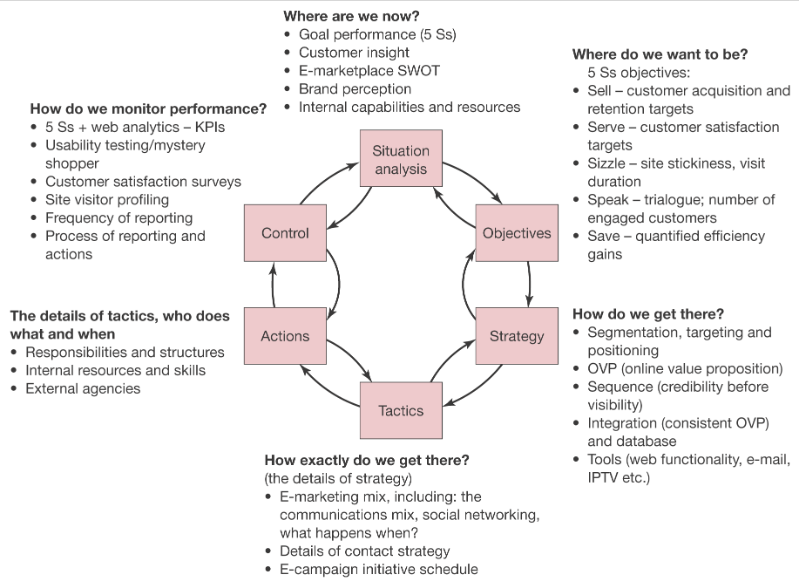 Where are we now?
• Goal performance (5 Ss)
• Customer insight
• E-marketplace SWOT
• Brand perception
• Internal capabilities and resources
Where do we want to be?
5 Ss objectives:
• Sell – customer acquisition and
retention targets
• Serve – customer satisfaction
targets
• Sizzle – site stickiness, visit
duration
• Speak – trialogue; number of
engaged customers
• Save – quantified efficiency
gains
How do we monitor performance?
• 5 Ss + web analytics – KPIs
• Usability testing/mystery
shopper
• Customer satisfaction surveys
• Site visitor profiling
• Frequency of reporting
• Process of reporting and
actions
Situation
analysis
Control
Objectives
Actions
Strategy
Tactics
The details of tactics, who does
what and when
• Responsibilities and structures
• Internal resources and skills
• External agencies
How do we get there?
• Segmentation, targeting and
positioning
• OVP (online value proposition)
• Sequence (credibility before
visibility)
• Integration (consistent OVP)
and database
• Tools (web functionality, e-mail,
IPTV etc.)
How exactly do we get there?
(the details of strategy)
• E-marketing mix, including: the
communications mix, social networking,
what happens when?
• Details of contact strategy
• E-campaign initiative schedule